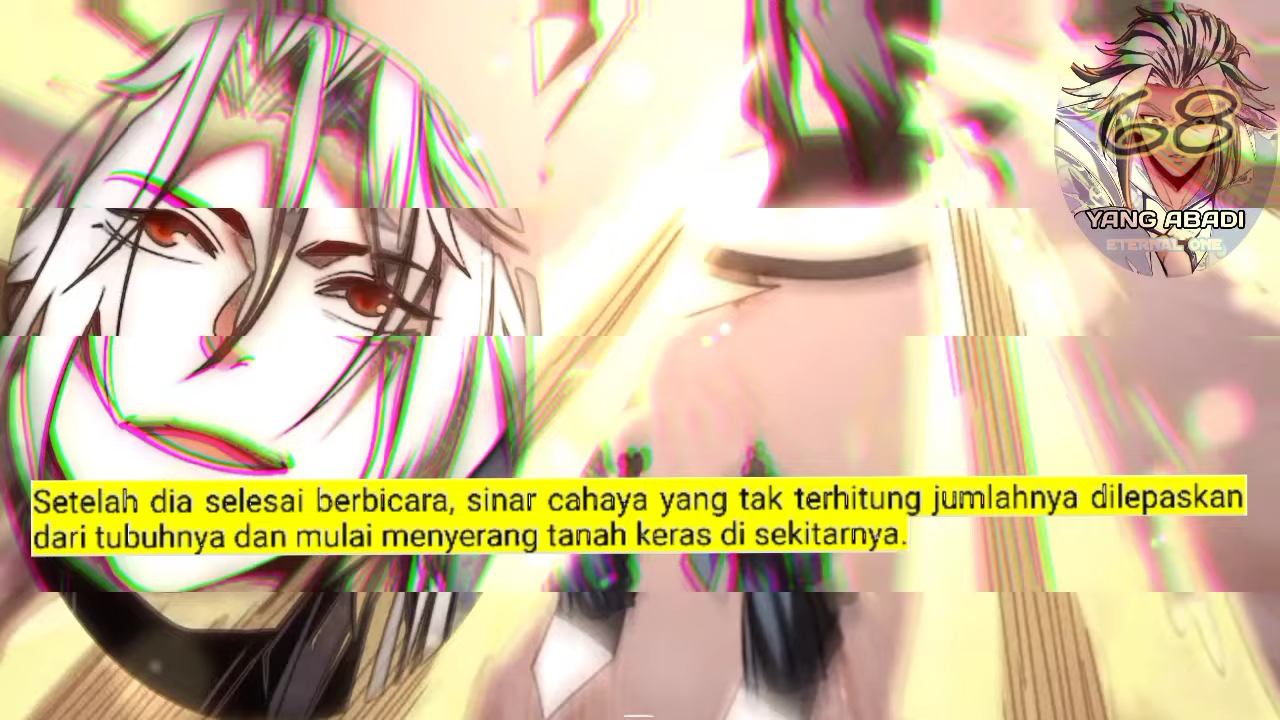 68
YANG ABADI
ETERNAL ONE
Setelah dia selesai berbicara, sinar cahaya yang tak terhitung jumlahnya dilepaskan
dari tubuhnya dan mulai menyerang tanah keras di sekitarnya.